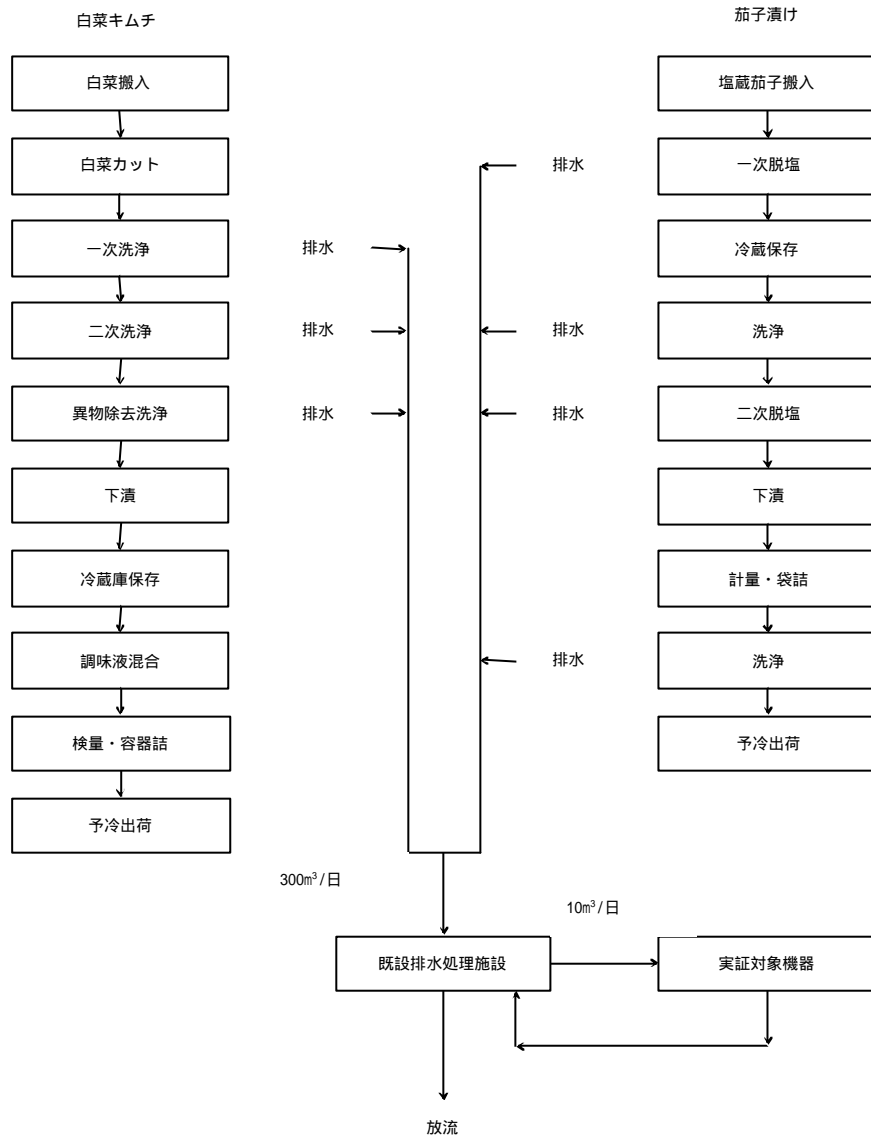 白菜キムチ
茄子漬け
白菜搬入
塩蔵茄子搬入
白菜カット
排水
一次脱塩
一次洗浄
排水
冷蔵保存
二次洗浄
排水
排水
洗浄
異物除去洗浄
排水
排水
二次脱塩
下漬
下漬
冷蔵庫保存
計量・袋詰
調味液混合
排水
洗浄
検量・容器詰
予冷出荷
予冷出荷
300㎥/日
10㎥/日
既設排水処理施設
実証対象機器
放流